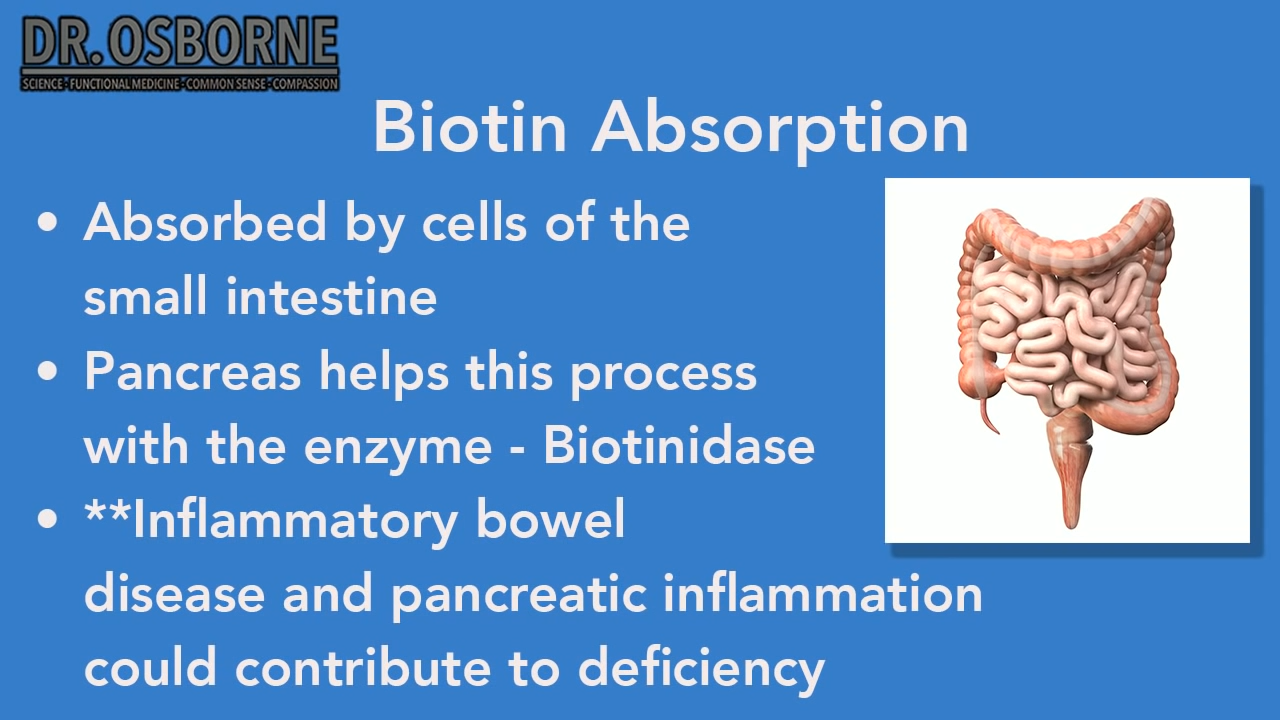 DR. OSBORNE
SCIENCE - FUNCTIONAL MEDICINE - COMMON SENSE - COMPASSION
Biotin Absorption
• Absorbed by cells of the
small intestine
• Pancreas helps this process
with the enzyme - Biotinidase
• **Inflammatory bowel
disease and pancreatic inflammation
could contribute to deficiency